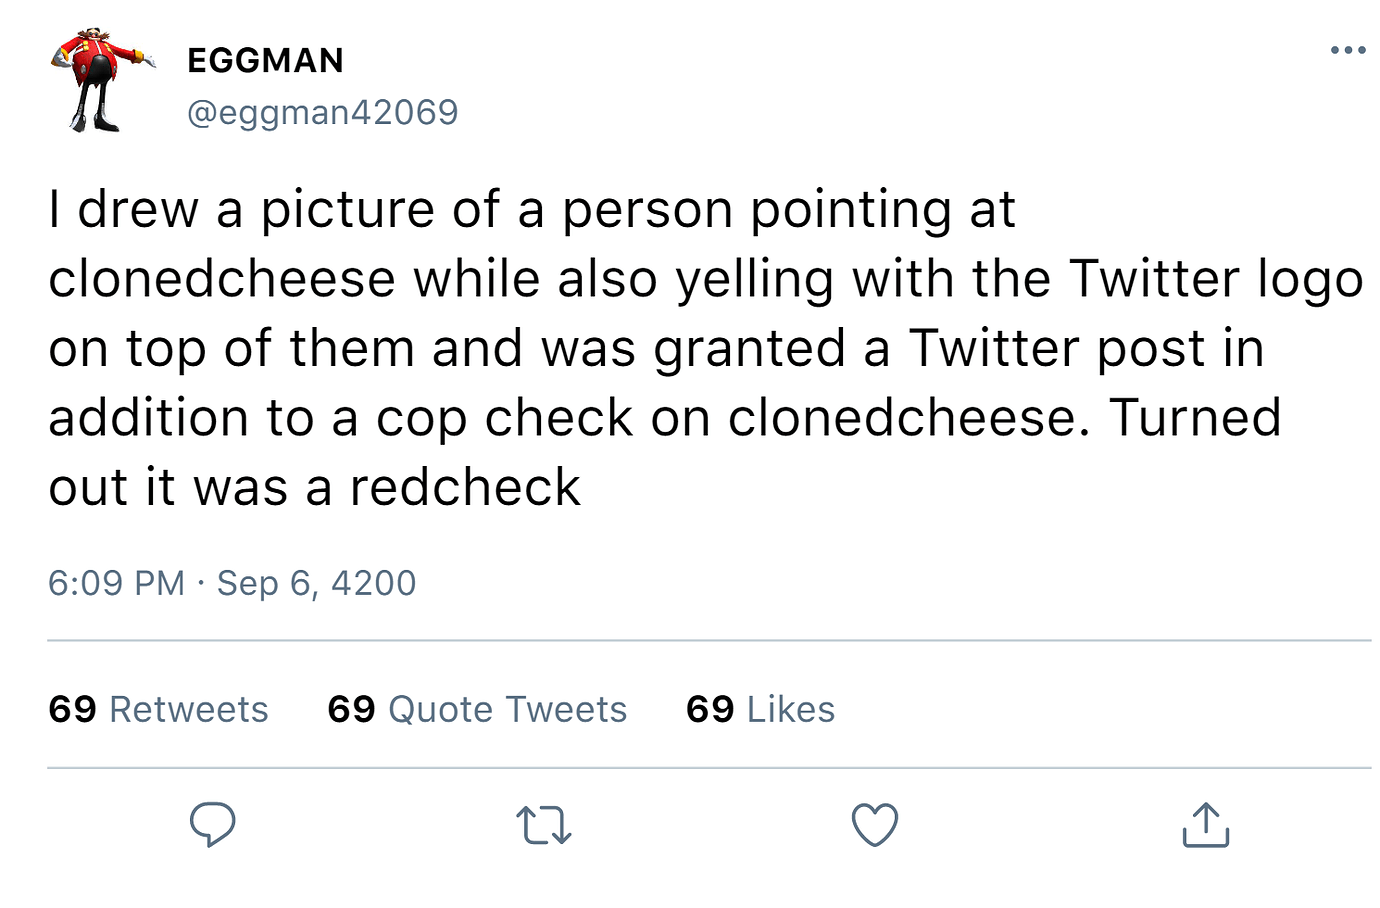 EGGMAN
@eggman42069
I drew a picture of a person pointing at
clonedcheese while also yelling with the Twitter logo
on top of them and was granted a Twitter post in
addition to a cop check on clonedcheese. Turned
out it was a redcheck
6:09 PM · Sep 6, 4200
69 Retweets 69 Quote Tweets 69 Likes